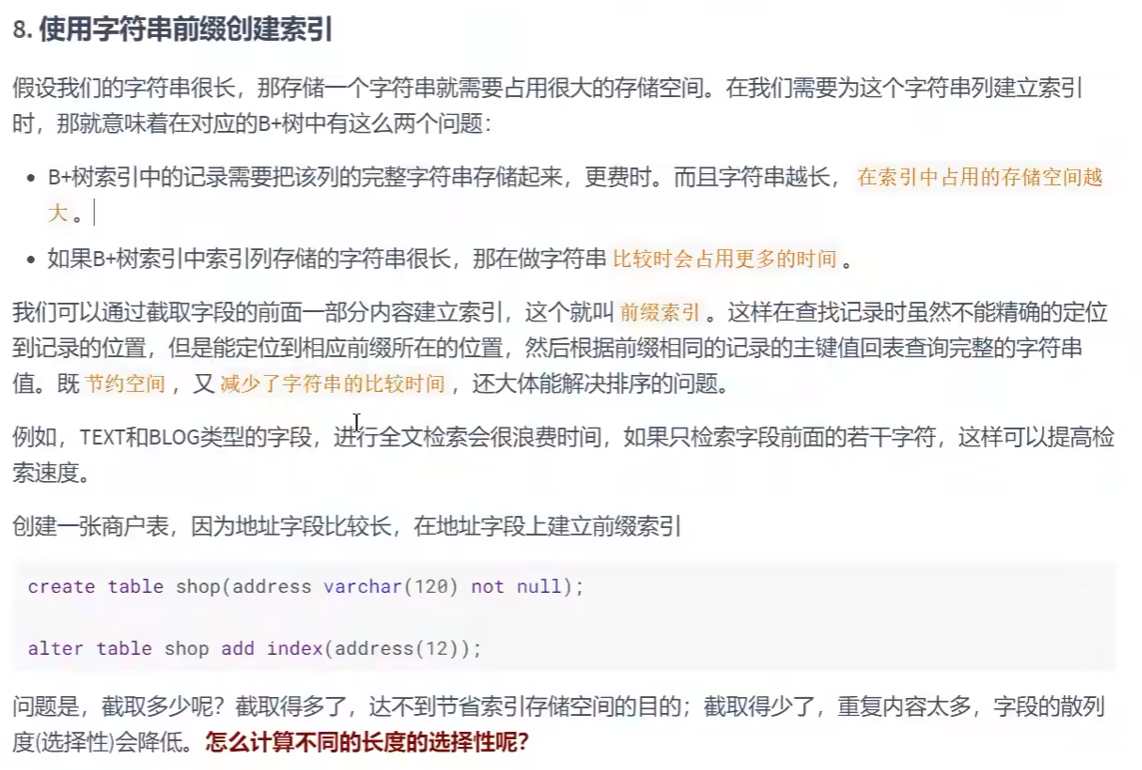 8. 使用字符串前缀创建索引
假设我们的字符串很长，那存储一个字符串就需要占用很大的存储空间。在我们需要为这个字符串列建立索引
时，那就意味着在对应的B+树中有这么两个问题：
• B+树索引中的记录需要把该列的完整字符串存储起来，更费时。而且字符串越长， 在索引中占用的存储空间越
大 。
• 如果B+树索引中索引列存储的字符串很长，那在做字符串 比较时会占用更多的时间 。
我们可以通过截取字段的前面一部分内容建立索引，这个就叫 前缀索引 。这样在查找记录时虽然不能精确的定位
到记录的位置，但是能定位到相应前缀所在的位置，然后根据前缀相同的记录的主键值回表查询完整的字符串
值。既 节约空间 ，又 减少了字符串的比较时间 ，还大体能解决排序的问题。
例如，TEXT和BLOG类型的字段，进行全文检索会很浪费时间，如果只检索字段前面的若干字符，这样可以提高检
索速度。
创建一张商户表，因为地址字段比较长，在地址字段上建立前缀索引
create table shop(address varchar(120) not null);
alter table shop add index(address(12));
问题是，截取多少呢？截取得多了，达不到节省索引存储空间的目的；截取得少了，重复内容太多，字段的散列
度(选择性)会降低。怎么计算不同的长度的选择性呢？